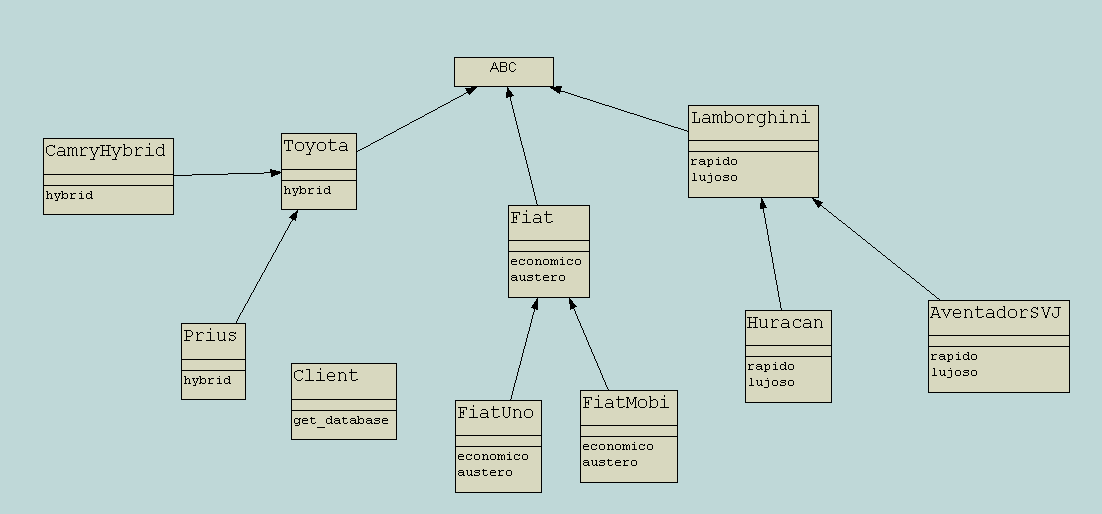 ABC
Lamborghini
rapido
lujoso
CamryHybrid
hybrid
Toyota
hybrid
Fiat
economico
austero
Prius
hybrid
Client
get_database
FiatUno
economico
austero
FiatMobi
economico
austero
Huracan
rapido
lujoso
AventadorSVJ
rapido
lujoso